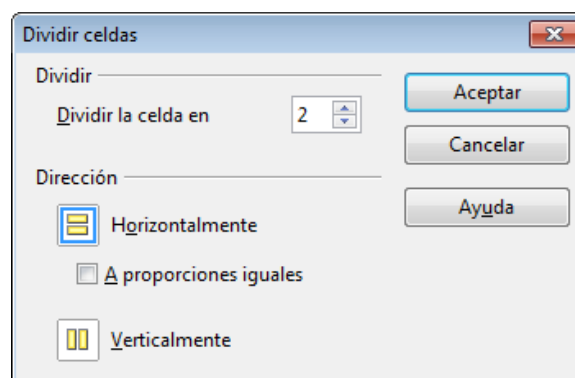 Dividir celdas
Dividir
Dividir la celda en 2
Aceptar
Cancelar
Dirección
Ayuda
Horizontalmente
A proporciones iguales
Verticalmente